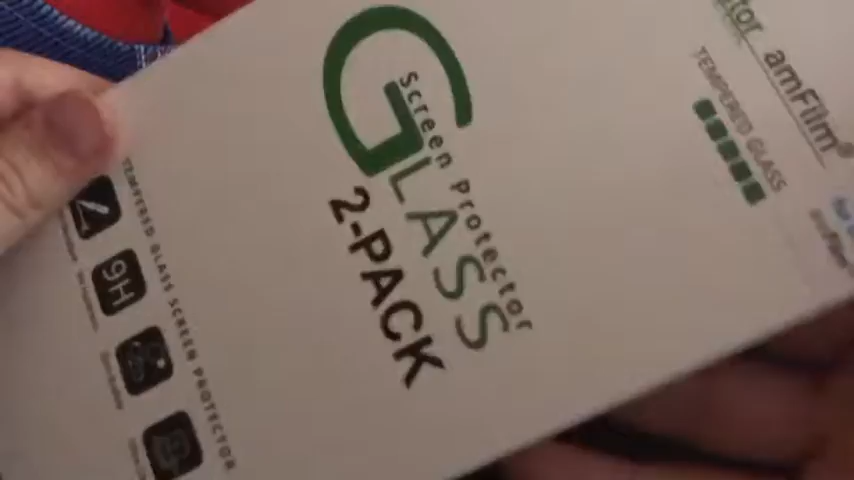 Screen Protector
GLASS
2-PACK
amFilm®
TEMPERED GLASS
TEMPERED GLASS SCREEN PROTECTOR
9H